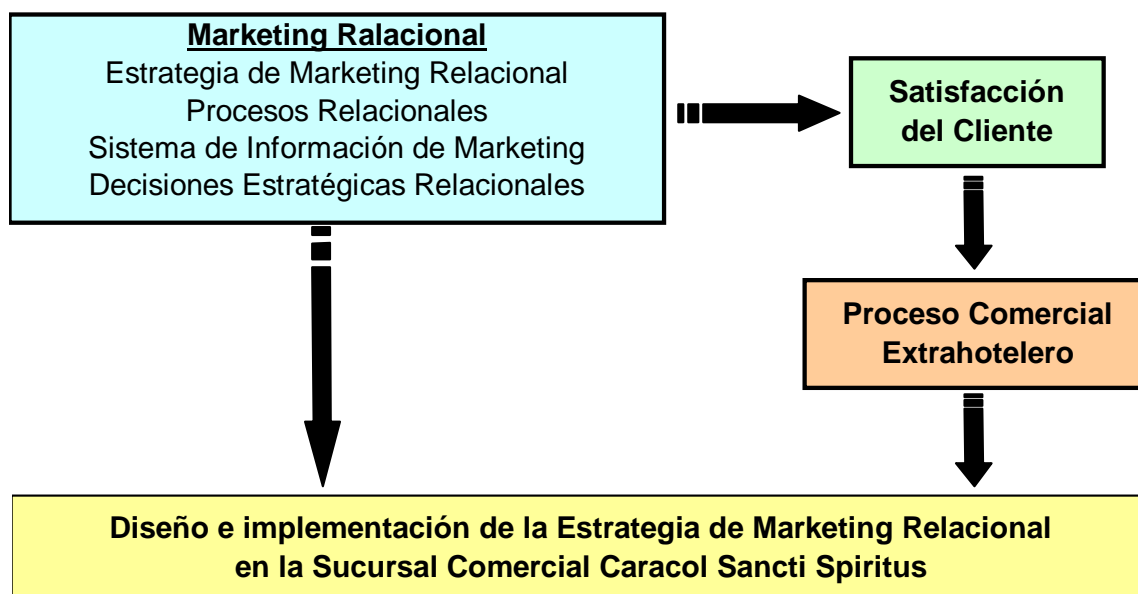 Marketing Ralacional
Estrategia de Marketing Relacional
Procesos Relacionales
Sistema de Información de Marketing
Decisiones Estratégicas Relacionales
Satisfacción
del Cliente
Proceso Comercial
Extrahotelero
Diseño e implementación de la Estrategia de Marketing Relacional
en la Sucursal Comercial Caracol Sancti Spiritus